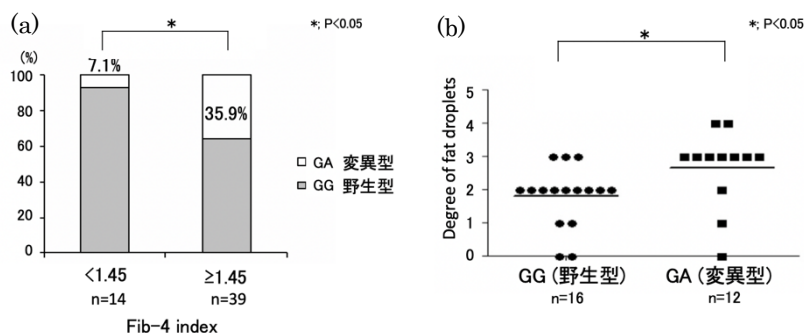 (a)
*
*; P<0.05
(%)
100
80
60
40
20
0
7.1%
35.9%
GA 変異型
GG 野生型
<1.45
≥1.45
n=14
n=39
Fib-4 index
(b)
*
*; P<0.05
Degree of fat droplets
5
4
3
2
1
0
GG (野生型)
GA (変異型)
n=16
n=12